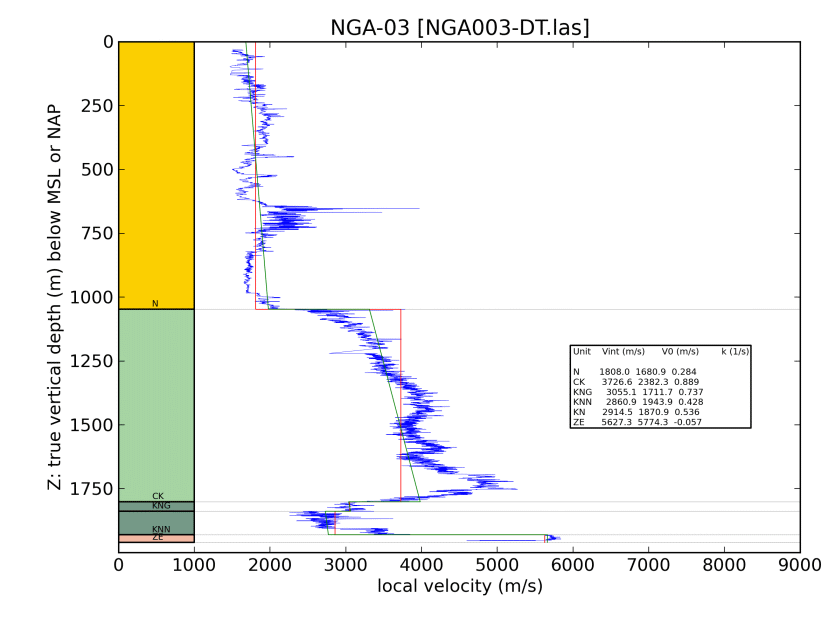 NGA-03 [NGA003-DT.las]
0
250
500
750
1000
1250
1500
1750
Z: true vertical depth (m) below MSL or NAP
N
CK
KNG
KNN
ZE
Unit Vint (m/s) V0 (m/s) k (1/s)
N 1808.0 1680.9 0.284
CK 3726.6 2382.3 0.889
KNG 3055.1 1711.7 0.737
KNN 2860.9 1943.9 0.428
KN 2914.5 1870.9 0.536
ZE 5627.3 5774.3 -0.057
0 1000 2000 3000 4000 5000 6000 7000 8000 9000
local velocity (m/s)